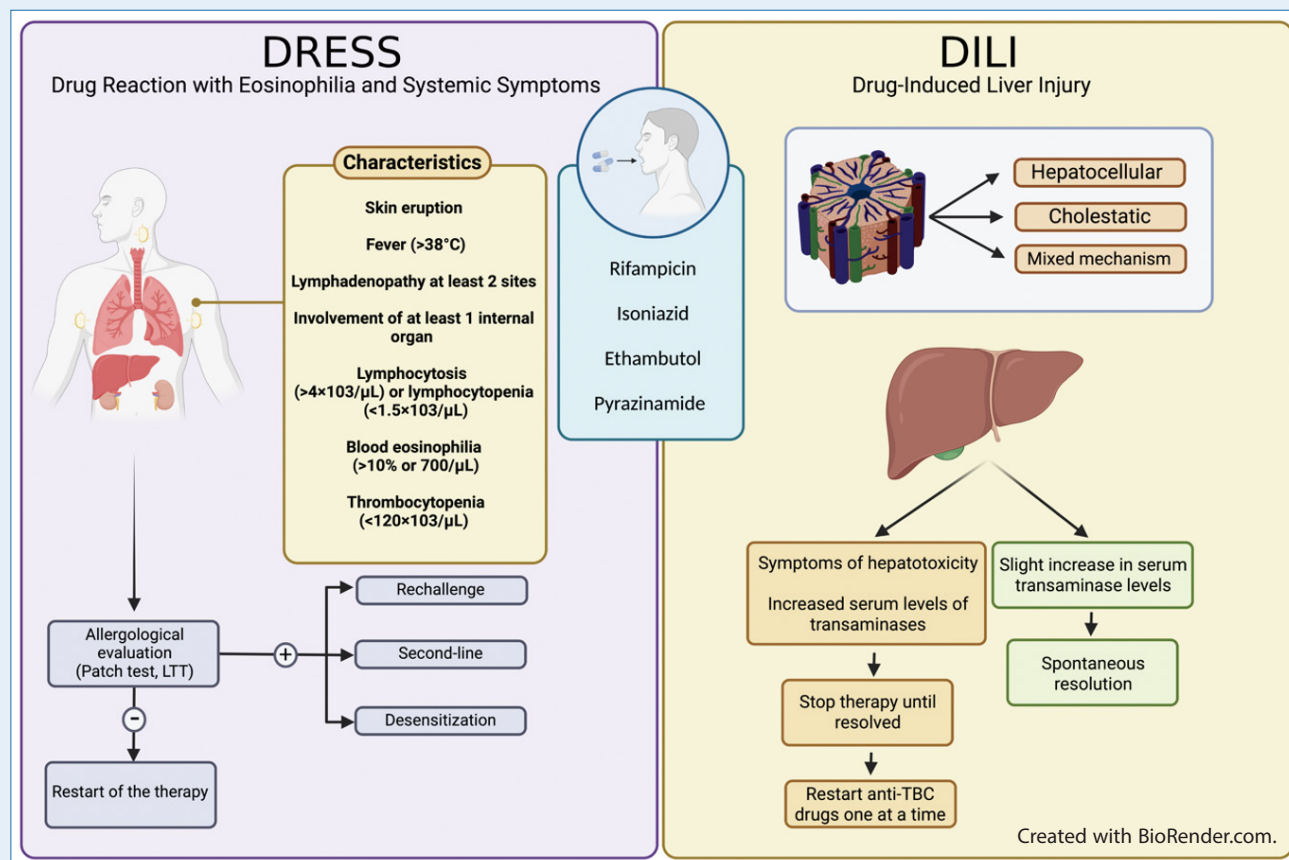 DRESS
Drug Reaction with Eosinophilia and Systemic Symptoms
Characteristics
Skin eruption
Fever (>38°C)
Lymphadenopathy at least 2 sites
Involvement of at least 1 internal
organ
Lymphocytosis
(>4×103/µL) or lymphocytopenia
(<1.5×103/µL)
Blood eosinophilia
(>10% or 700/µL)
Thrombocytopenia
(<120×103/µL)
Allergological
evaluation
(Patch test, LTT)
+
Rechallenge
Second-line
Desensitization
-
Restart of the therapy
Rifampicin
Isoniazid
Ethambutol
Pyrazinamide
DILI
Drug-Induced Liver Injury
Hepatocellular
Cholestatic
Mixed mechanism
Symptoms of hepatotoxicity
Increased serum levels of
transaminases
Stop therapy until
resolved
Restart anti-TBC
drugs one at a time
Slight increase in serum
transaminase levels
Spontaneous
resolution
Created with BioRender.com.